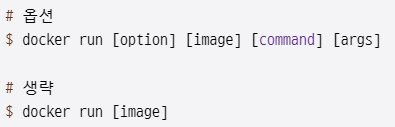 # 옵션
$ docker run [option] [image] [command] [args]
# 생략
$ docker run [image]